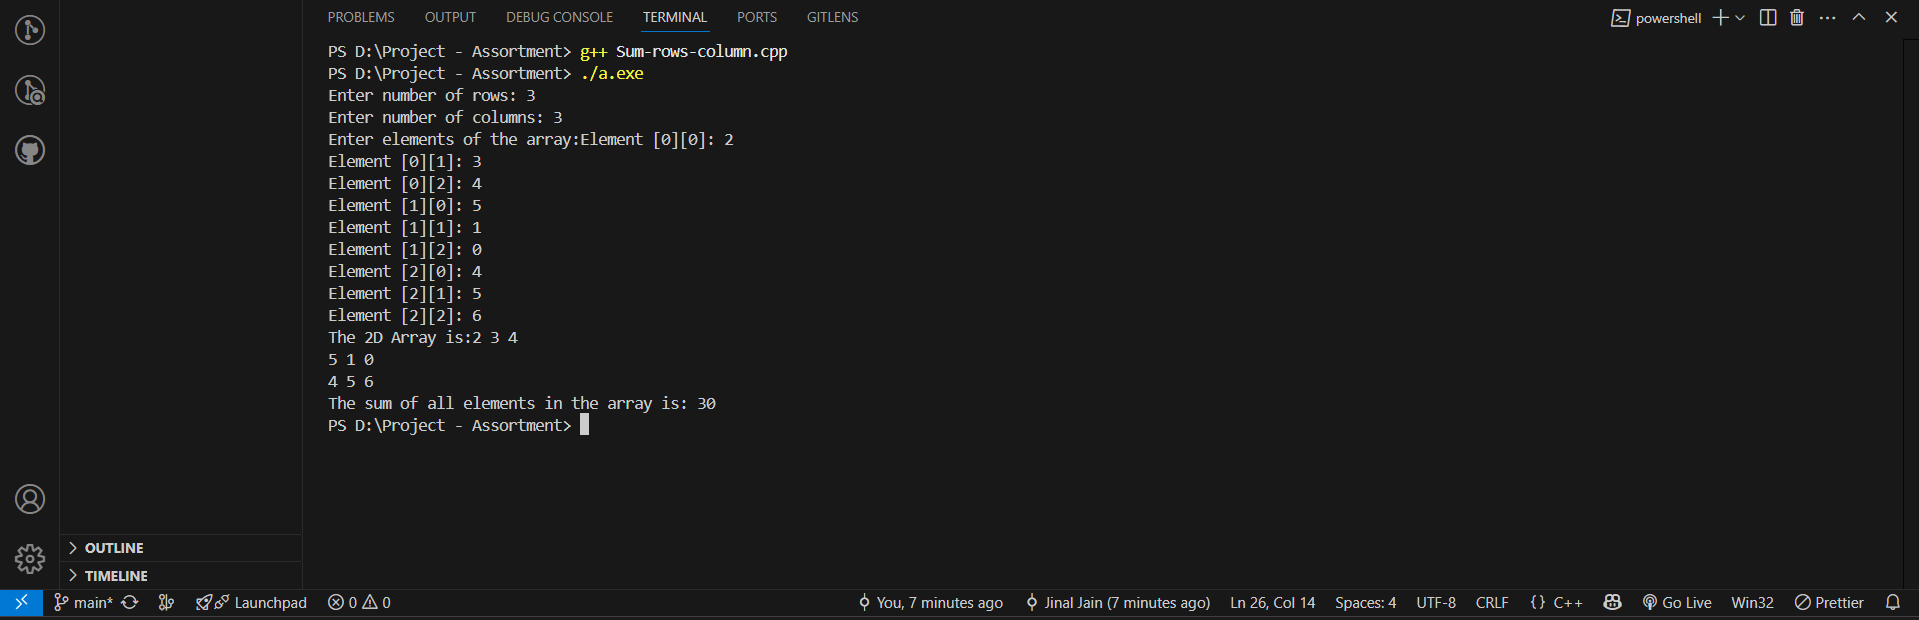 PROBLEMS OUTPUT DEBUG CONSOLE TERMINAL PORTS GITLENS powershell
PS D:\Project - Assortment> g++ Sum-rows-column.cpp
PS D:\Project - Assortment> ./a.exe
Enter number of rows: 3
Enter number of columns: 3
Enter elements of the array:Element [0][0]: 2
Element [0][1]: 3
Element [0][2]: 4
Element [1][0]: 5
Element [1][1]: 1
Element [1][2]: 0
Element [2][0]: 4
Element [2][1]: 5
Element [2][2]: 6
The 2D Array is:2 3 4
5 1 0
4 5 6
The sum of all elements in the array is: 30
PS D:\Project - Assortment>
OUTLINE
TIMELINE
main* Launchpad 0 0 You, 7 minutes ago Jinal Jain (7 minutes ago) Ln 26, Col 14 Spaces: 4 UTF-8 CRLF {} C++ Go Live Win32 Prettier